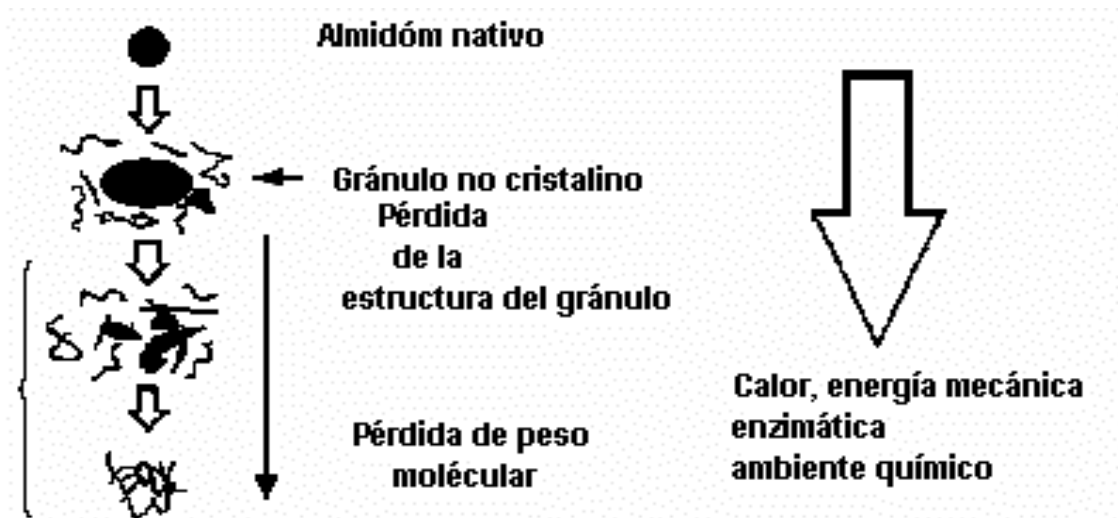 Almidóm nativo
Gránulo no cristalino
Pérdida
de la
estructura del gránulo
Pérdida de peso
molécular
Calor, energía mecánica
enzimática
ambiente químico